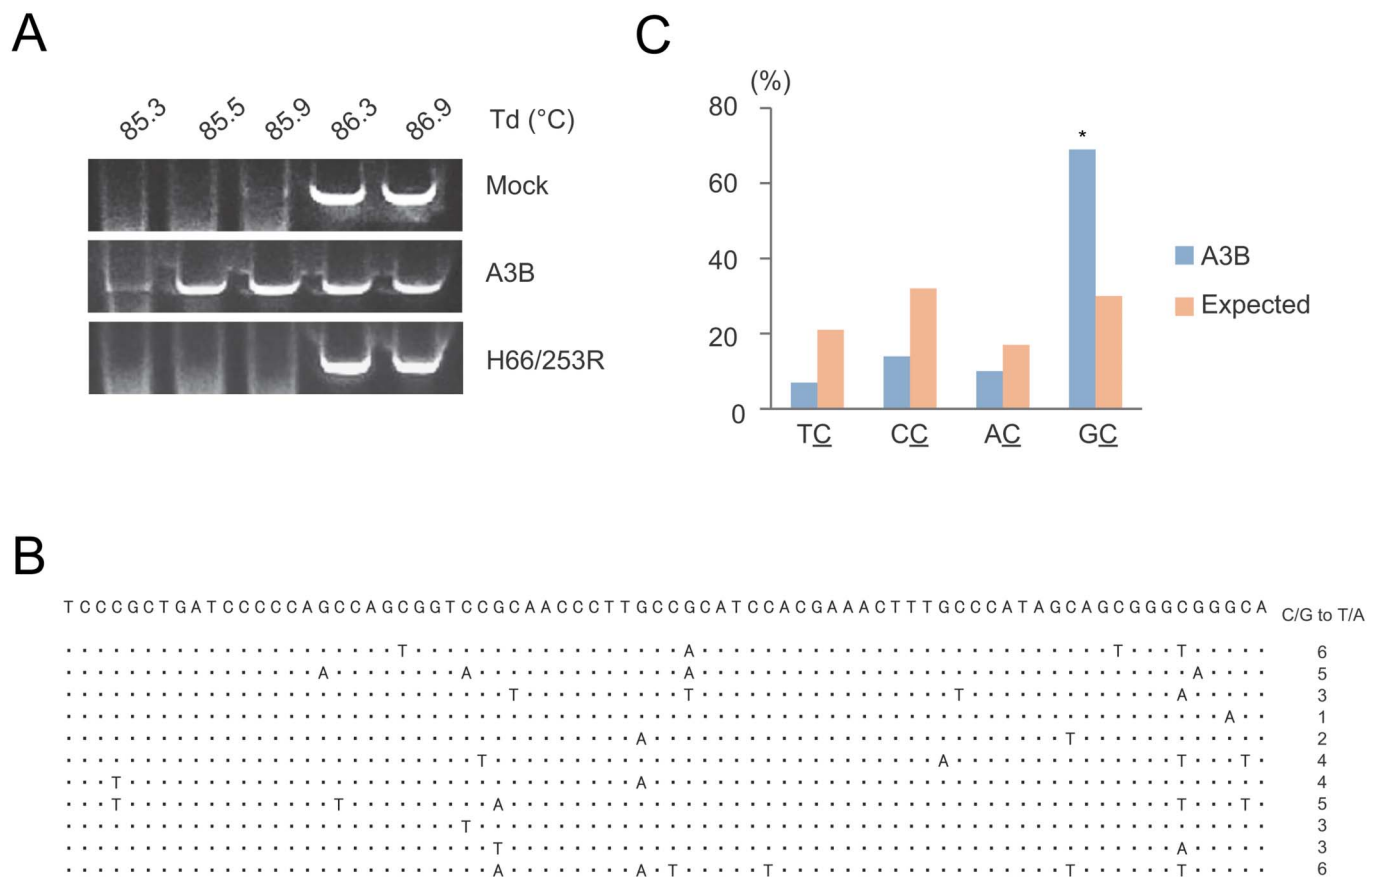 A
85.3 85.5 85.9 86.3 86.9 Td (°C)
Mock
A3B
H66/253R
C
(%)
80
60
40
20
0
*
TC CC AC GC
A3B
Expected
B
TCCCGCTGATCCCCCAGCCAGCGGTCCGCAACCCTTGCCGCATCCACGAAACTTTGCCCATAGCAGCGGGCGGGCA C/G to T/A
.....................T.................A..........................T...T..... 6
................A........A.............A...............................A.... 5
............................T..........T................T.............A..... 3
.........................................................................A.. 1
....................................A..........................T............ 2
..........................T............................A..............T...T. 4
...T................................A....................................... 4
...T.............T.........A..........................................T...T. 5
.........................T.................................................. 3
...........................T..........................................A..... 3
...........................A........A.T.....T..................T......T..... 6